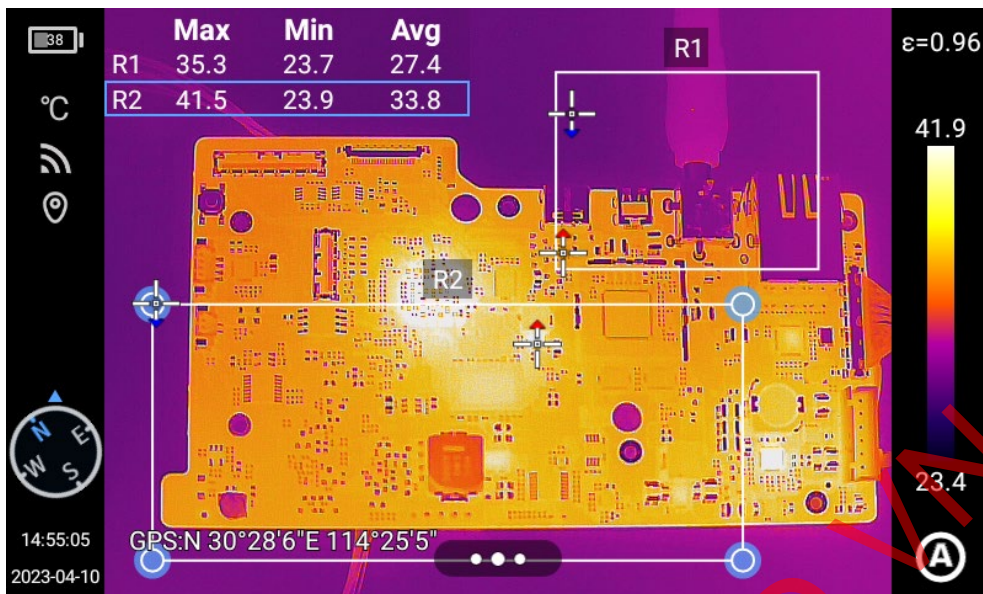 38
Max Min Avg
R1 35.3 23.7 27.4
R2 41.5 23.9 33.8
°C
R1
ε=0.96
41.9
R2
N
E
W
S
23.4
14:55:05
2023-04-10
GPS:N 30°28'6"E 114°25'5"
A